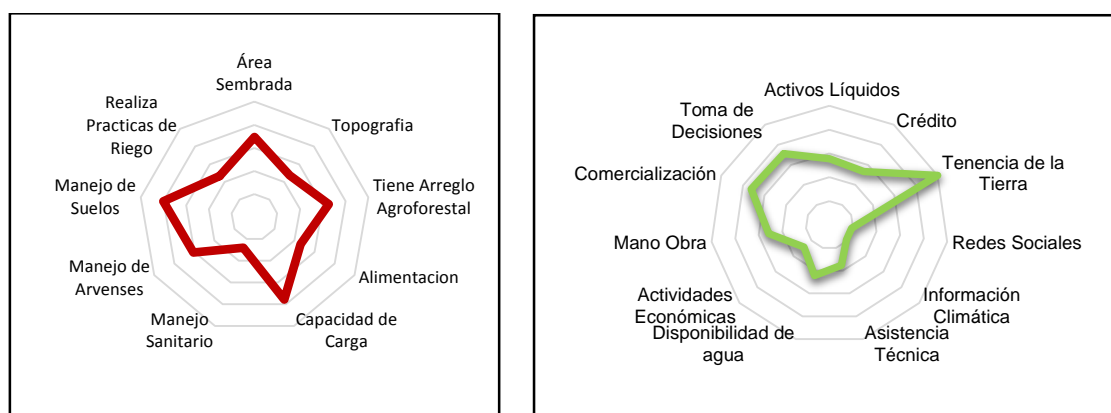 Área
Sembrada
Topografia
Tiene Arreglo
Agroforestal
Alimentacion
Capacidad de
Carga
Manejo
Sanitario
Manejo de
Arvenses
Manejo de
Suelos
Realiza
Practicas de
Riego
Activos Líquidos
Crédito
Tenencia de la
Tierra
Redes Sociales
Información
Climática
Asistencia
Técnica
Disponibilidad de
agua
Actividades
Económicas
Mano Obra
Comercialización
Toma de
Decisiones